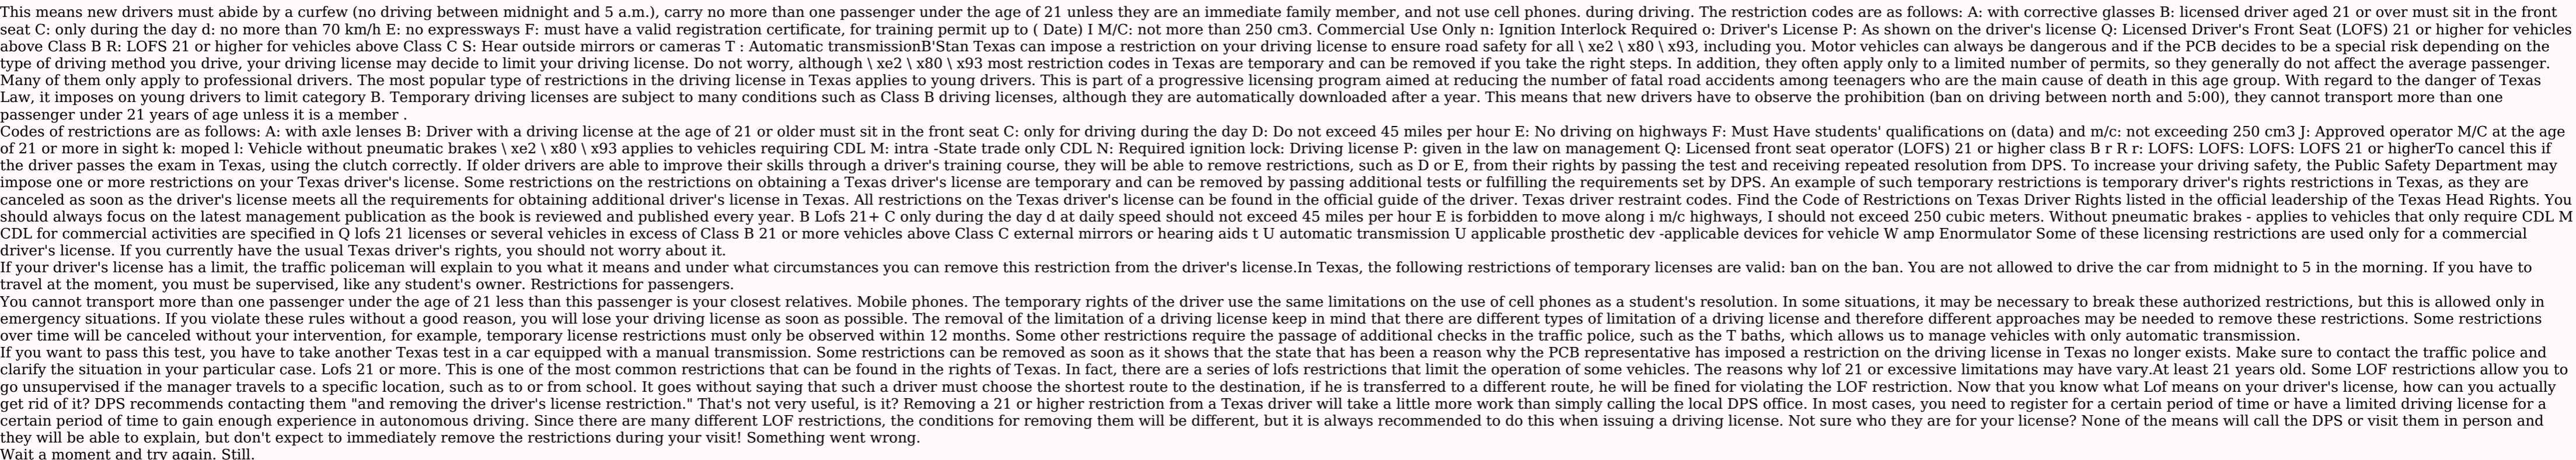 This means new drivers must abide by a curfew (no driving between midnight and 5 a.m.), carry no more than one passenger under the age of 21 unless they are an immediate family member, and not use cell phones. during driving. The restriction codes are as follows: A: with corrective glasses B: licensed driver aged 21 or over must sit in the front
seat C: only during the day d: no more than 70 km/h E: no expressways F: must have a valid registration certificate, for training permit up to ( Date) I M/C: not more than 250 cm3. Commercial Use Only n: Ignition Interlock Required o: Driver's License P: As shown on the driver's license Q: Licensed Driver's Front Seat (LOFS) 21 or higher for vehicles
above Class B R: LOFS 21 or higher for vehicles above Class C S: Hear outside mirrors or cameras T : Automatic transmissionB'Stan Texas can impose a restriction on your driving license to ensure road safety for all \ xe2 \ x80 \ x93, including you. Motor vehicles can always be dangerous and if the PCB decides to be a special risk depending on the
type of driving method you drive, your driving license may decide to limit your driving license. Do not worry, although \ xe2 \ x80 \ x93 most restriction codes in Texas are temporary and can be removed if you take the right steps. In addition, they often apply only to a limited number of permits, so they generally do not affect the average passenger.
Many of them only apply to professional drivers. The most popular type of restrictions in the driving license in Texas applies to young drivers. This is part of a progressive licensing program aimed at reducing the number of fatal road accidents among teenagers who are the main cause of death in this age group. With regard to the danger of Texas
Law, it imposes on young drivers to limit category B. Temporary driving licenses are subject to many conditions such as Class B driving licenses, although they are automatically downloaded after a year. This means that new drivers have to observe the prohibition (ban on driving between north and 5:00), they cannot transport more than one
passenger under 21 years of age unless it is a member .
Codes of restrictions are as follows: A: with axle lenses B: Driver with a driving license at the age of 21 or older must sit in the front seat C: only for driving during the day D: Do not exceed 45 miles per hour E: No driving on highways F: Must Have students' qualifications on (data) and m/c: not exceeding 250 cm3 J: Approved operator M/C at the age
of 21 or more in sight k: moped l: Vehicle without pneumatic brakes \ xe2 \ x80 \ x93 applies to vehicles requiring CDL M: intra -State trade only CDL N: Required ignition lock: Driving license P: given in the law on management Q: Licensed front seat operator (LOFS) 21 or higher class B r R r: LOFS: LOFS: LOFS: LOFS: LOFS 21 or higherTo cancel this if
the driver passes the exam in Texas, using the clutch correctly. If older drivers are able to improve their skills through a driver's training course, they will be able to remove restrictions, such as D or E, from their rights by passing the test and receiving repeated resolution from DPS. To increase your driving safety, the Public Safety Department may
impose one or more restrictions on your Texas driver's license. Some restrictions on the restrictions on obtaining a Texas driver's license are temporary and can be removed by passing additional tests or fulfilling the requirements set by DPS. An example of such temporary restrictions is temporary driver's rights restrictions in Texas, as they are
canceled as soon as the driver's license meets all the requirements for obtaining additional driver's license in Texas. All restrictions on the Texas driver's license can be found in the official guide of the driver. Texas driver restraint codes. Find the Code of Restrictions on Texas Driver Rights listed in the official leadership of the Texas Head Rights. You
should always focus on the latest management publication as the book is reviewed and published every year. B Lofs 21+ C only during the day d at daily speed should not exceed 45 miles per hour E is forbidden to move along i m/c highways, I should not exceed 250 cubic meters. Without pneumatic brakes - applies to vehicles that only require CDL M
CDL for commercial activities are specified in Q lofs 21 licenses or several vehicles in excess of Class B 21 or more vehicles above Class C external mirrors or hearing aids t U automatic transmission U applicable prosthetic dev -applicable devices for vehicle W amp Enormulator Some of these licensing restrictions are used only for a commercial
driver's license. If you currently have the usual Texas driver's rights, you should not worry about it.
If your driver's license has a limit, the traffic policeman will explain to you what it means and under what circumstances you can remove this restriction from the driver's license.In Texas, the following restrictions of temporary licenses are valid: ban on the ban. You are not allowed to drive the car from midnight to 5 in the morning. If you have to
travel at the moment, you must be supervised, like any student's owner. Restrictions for passengers.
You cannot transport more than one passenger under the age of 21 less than this passenger is your closest relatives. Mobile phones. The temporary rights of the driver use the same limitations on the use of cell phones as a student's resolution. In some situations, it may be necessary to break these authorized restrictions, but this is allowed only in
emergency situations. If you violate these rules without a good reason, you will lose your driving license as soon as possible. The removal of the limitation of a driving license keep in mind that there are different types of limitation of a driving license and therefore different approaches may be needed to remove these restrictions. Some restrictions
over time will be canceled without your intervention, for example, temporary license restrictions must only be observed within 12 months. Some other restrictions require the passage of additional checks in the traffic police, such as the T baths, which allows us to manage vehicles with only automatic transmission.
If you want to pass this test, you have to take another Texas test in a car equipped with a manual transmission. Some restrictions can be removed as soon as it shows that the state that has been a reason why the PCB representative has imposed a restriction on the driving license in Texas no longer exists. Make sure to contact the traffic police and
clarify the situation in your particular case. Lofs 21 or more. This is one of the most common restrictions that can be found in the rights of Texas. In fact, there are a series of lofs restrictions that limit the operation of some vehicles. The reasons why lof 21 or excessive limitations may have vary.At least 21 years old. Some LOF restrictions allow you to
go unsupervised if the manager travels to a specific location, such as to or from school. It goes without saying that such a driver must choose the shortest route to the destination, if he is transferred to a different route, he will be fined for violating the LOF restriction. Now that you know what Lof means on your driver's license, how can you actually
get rid of it? DPS recommends contacting them "and removing the driver's license restriction." That's not very useful, is it? Removing a 21 or higher restriction from a Texas driver will take a little more work than simply calling the local DPS office. In most cases, you need to register for a certain period of time or have a limited driving license for a
certain period of time to gain enough experience in autonomous driving. Since there are many different LOF restrictions, the conditions for removing them will be different, but it is always recommended to do this when issuing a driving license. Not sure who they are for your license? None of the means will call the DPS or visit them in person and
they will be able to explain, but don't expect to immediately remove the restrictions during your visit! Something went wrong.
Wait a moment and try again. Still.